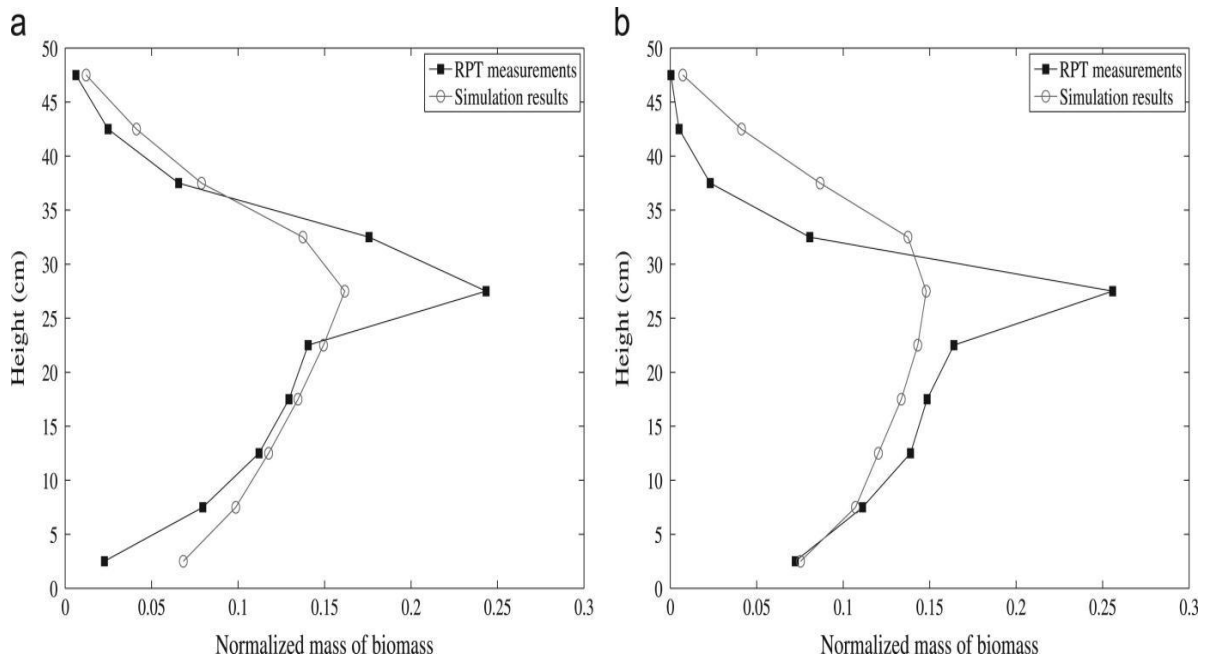 a
50
45
40
35
30
25
20
15
10
5
0
Height (cm)
RPT measurements
Simulation results
0 0.05 0.1 0.15 0.2 0.25 0.3
Normalized mass of biomass
b
50
45
40
35
30
25
20
15
10
5
0
Height (cm)
RPT measurements
Simulation results
0 0.05 0.1 0.15 0.2 0.25 0.3
Normalized mass of biomass